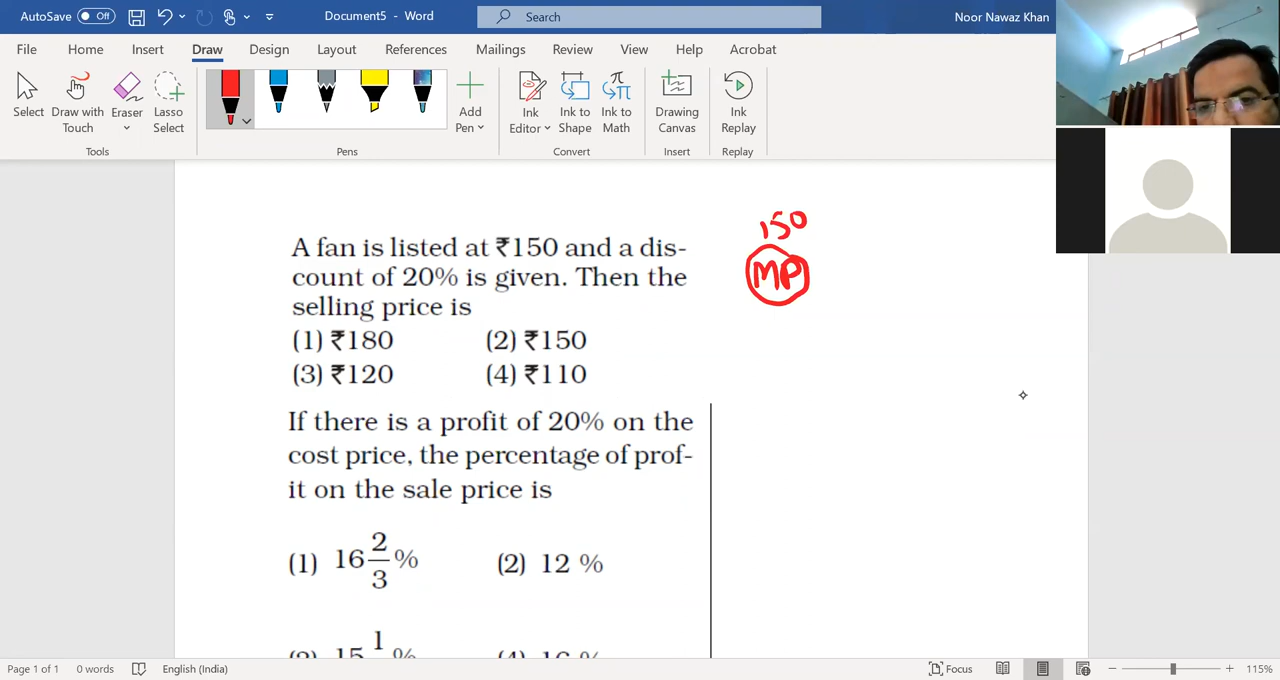 AutoSave Off Document5 - Word Search Noor Nawaz Khan
File Home Insert Draw Design Layout References Mailings Review View Help Acrobat
Select Draw with Touch Eraser Lasso Select Add Pen Ink Editor Ink to Shape Ink to Math Drawing Canvas Ink Replay
Tools Pens Convert Insert Replay
150
MP
A fan is listed at ₹150 and a dis-
count of 20% is given. Then the
selling price is
(1) ₹180 (2) ₹150
(3) ₹120 (4) ₹110
If there is a profit of 20% on the
cost price, the percentage of prof-
it on the sale price is
(1) 16 2/3 % (2) 12 %
15 1 % (4) 16 %
Page 1 of 1 0 words English (India) Focus 115%